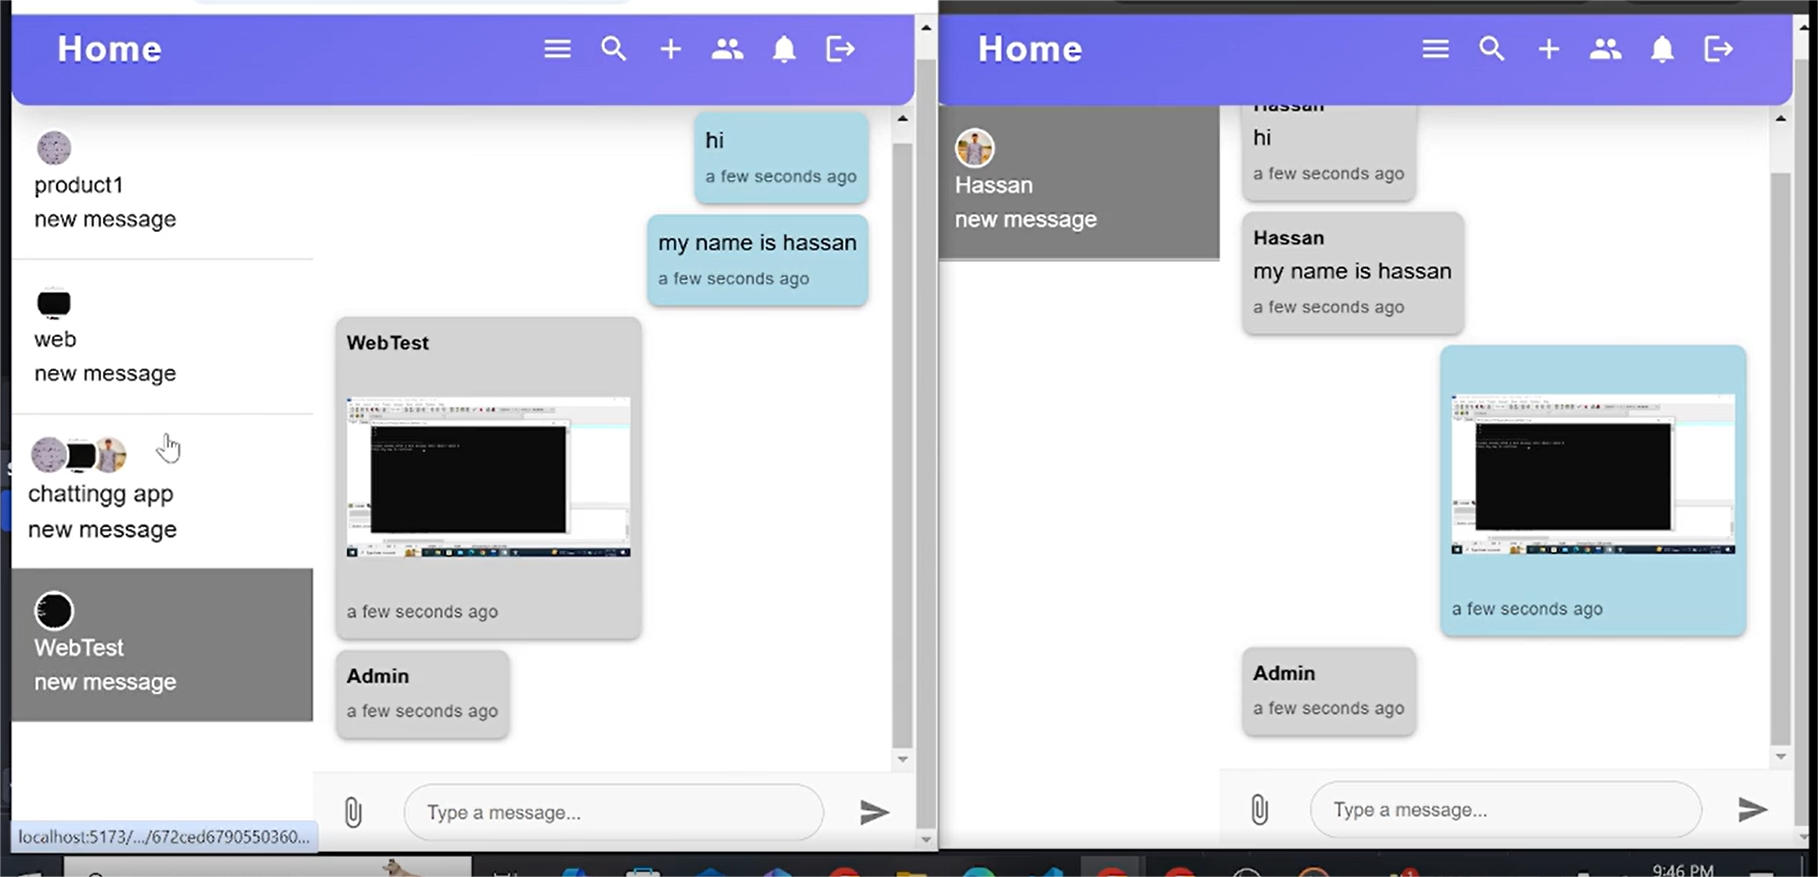 Home
product1
new message
web
new message
chattingg app
new message
WebTest
new message
hi
a few seconds ago
my name is hassan
a few seconds ago
WebTest
a few seconds ago
Admin
a few seconds ago
Type a message...
localhost:5173/.../672ced6790550360...
Home
Hassan
new message
Hassan
hi
a few seconds ago
Hassan
my name is hassan
a few seconds ago
a few seconds ago
Admin
a few seconds ago
Type a message...
9:46 PM